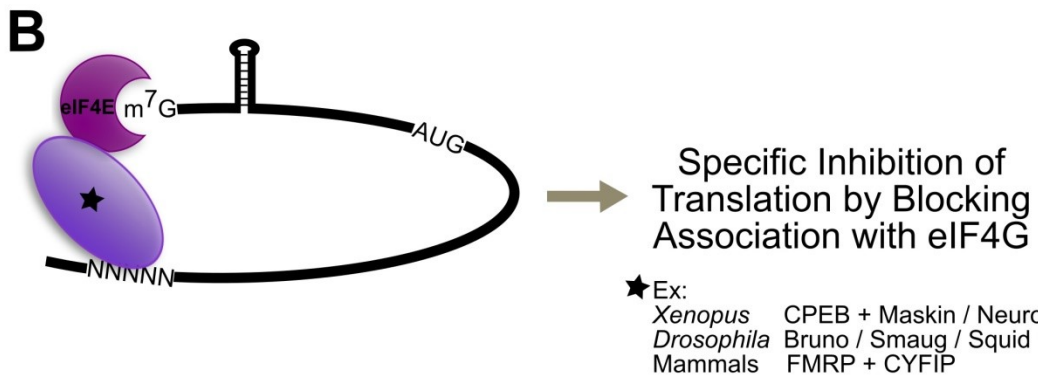 B
eIF4E m⁷G
AUG
NNNNN
Specific Inhibition of
Translation by Blocking
Association with eIF4G
Ex:
Xenopus CPEB + Maskin / Neuro
Drosophila Bruno / Smaug / Squid
Mammals FMRP + CYFIP